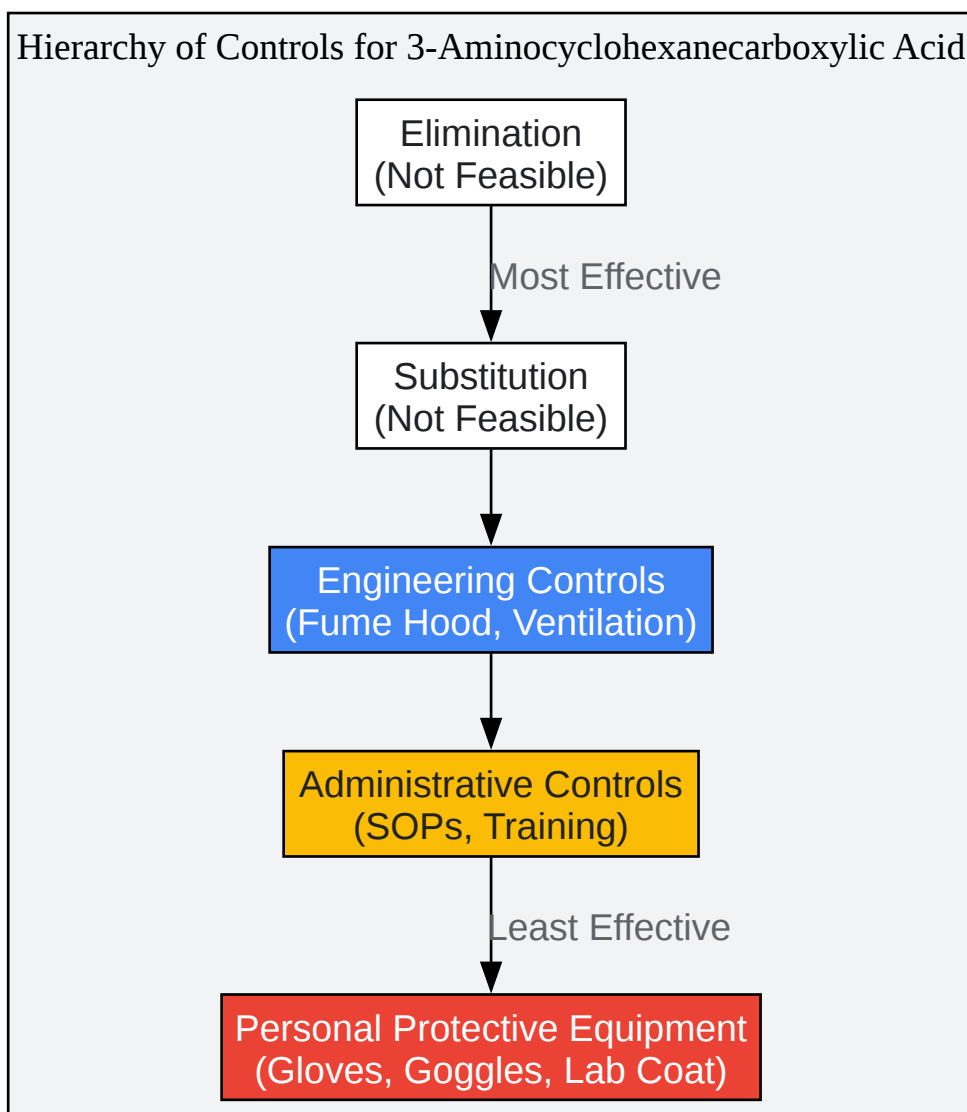 Hierarchy of Controls for 3-Aminocyclohexanecarboxylic Acid
Elimination
(Not Feasible)
Most Effective
Substitution
(Not Feasible)
Engineering Controls
(Fume Hood, Ventilation)
Administrative Controls
(SOPs, Training)
Least Effective
Personal Protective Equipment
(Gloves, Goggles, Lab Coat)